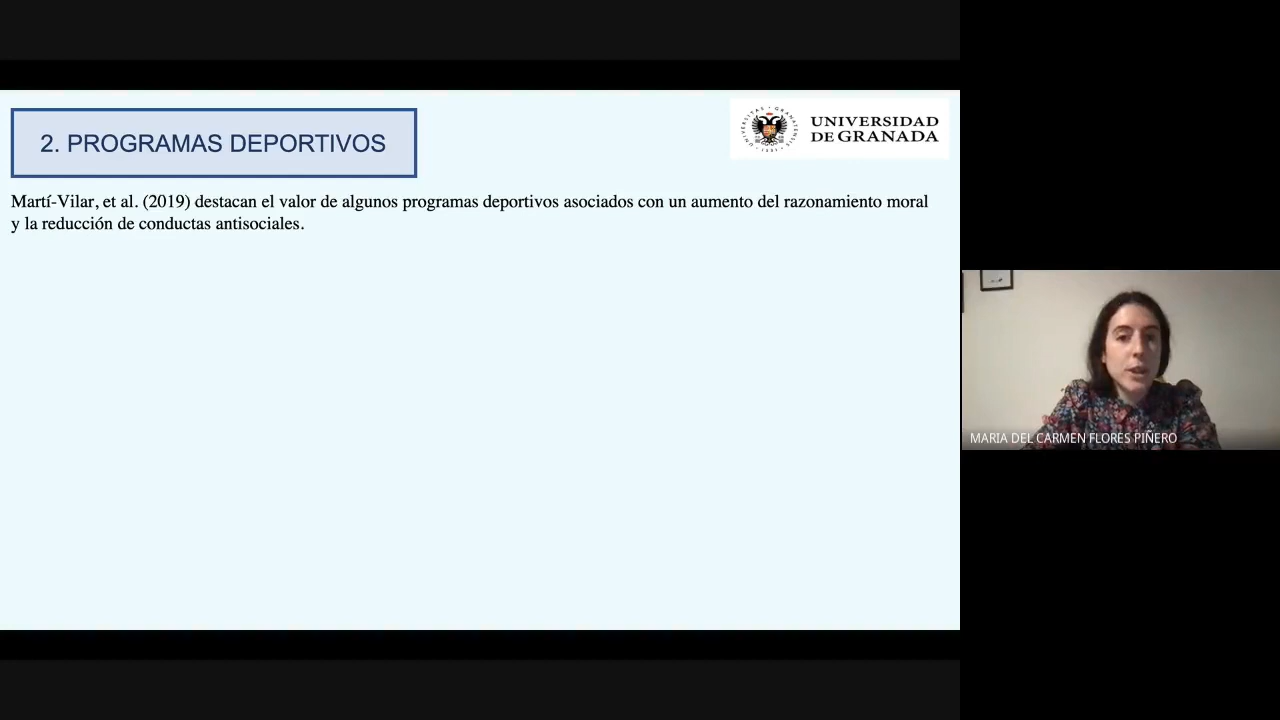 2. PROGRAMAS DEPORTIVOS
UNIVERSIDAD
DE GRANADA
Martí-Vilar, et al. (2019) destacan el valor de algunos programas deportivos asociados con un aumento del razonamiento moral
y la reducción de conductas antisociales.
MARIA DEL CARMEN FLORES PIÑERO